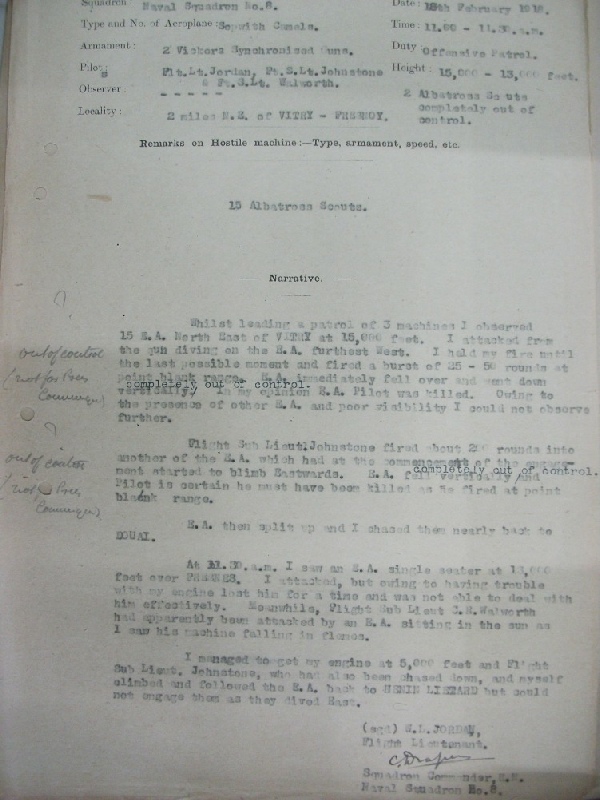 Squadron: Naval Squadron No.8. Date: 18th February 1918.
Type and No. of Aeroplane: Sopwith Camels. Time: 11.00 - 11.30.a.m.
Armament: 2 Vickers Synchronised Guns. Duty: Offensive Patrol.
Pilot: Flt.Lt.Jordan, Ft.S.Lt.Johnstone Height: 15,000 - 13,000 feet.
& Ft.S.Lt. Walworth.
Observer: - - - - - 2 Albatross Scouts
completely out of
control.
Locality: 2 miles N.E. of VITRY - FRESNOY.
Remarks on Hostile machine:—Type, armament, speed, etc.
15 Albatross Scouts.
Narrative.
Whilst leading a patrol of 3 machines I observed
15 E.A. North East of VITRY at 15,000 feet. I attacked from
the sun diving on the E.A. furthest West. I held my fire until
the last possible moment and fired a burst of 25 - 50 rounds at
point blank range. E.A. immediately fell over and went down
completely out of control.
vertically/ In my opinion E.A. Pilot was killed. Owing to
the presence of other E.A. and poor visibility I could not observe
further.
out of control
(not for Press
Flight Sub Lieut.Johnstone fired about rounds into
another of the E.A. which had at the commencement of the
completely out of control.
ment started to blimb Eastwards. E.A. fell vertically/and
Pilot is certain he must have been killed as he fired at point
blank range.
out of control
E.A. then split up and I chased them nearly back to
DOUAI.
At 11.30.a.m. I saw an E.A. single seater at 13,000
feet over I attacked, but owing to having trouble
with my engine lost him for a time and was not able to deal with
him effectively. Meanwhile, Flight Sub Lieut C.R.Walworth
had apparently been attacked by an E.A. sitting in the sun as
I saw his machine falling in flames.
I managed to get my engine at 5,000 feet and Flight
Sub Lieut. Johnstone, who had also been chased down, and myself
climbed and followed the E.A. back to HENIN LIETARD but could
not engage them as they dived East.
(sgd) W.L.JORDAN,
Flight Lieutenant.
C. Draper
Squadron Commander,R.N.
Naval Squadron No.8.